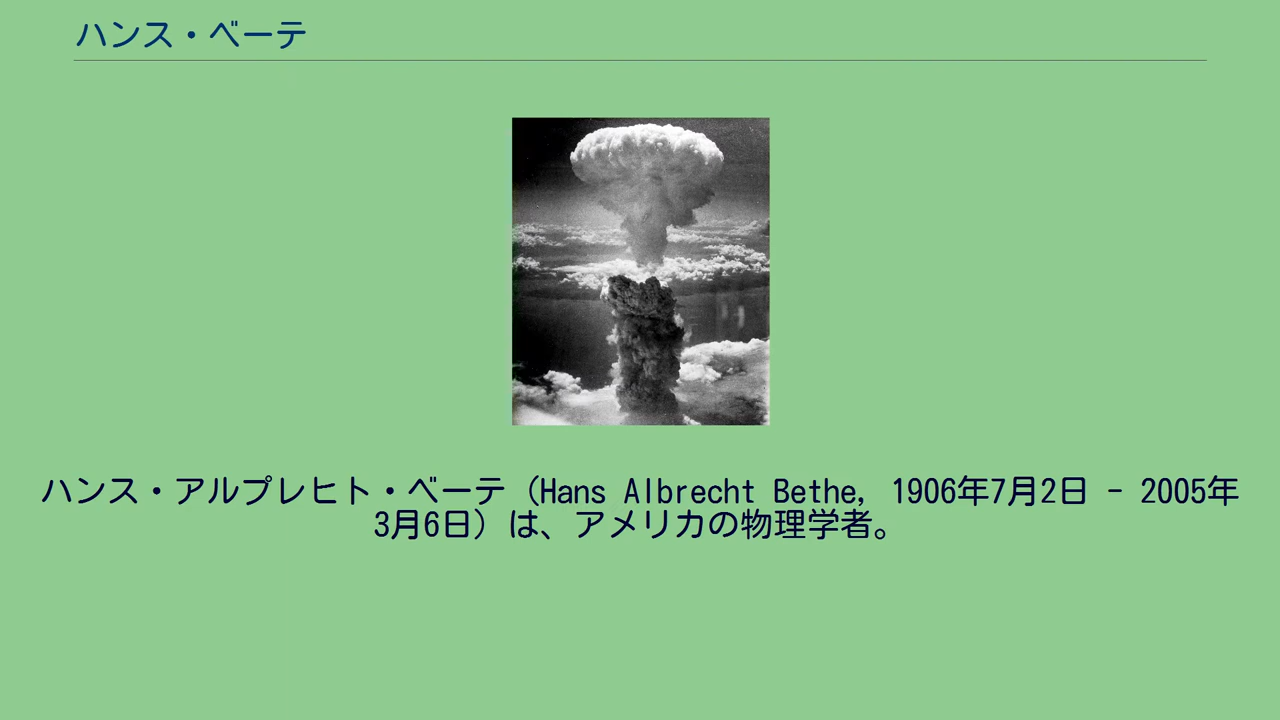 ハンス・ベーテ
ハンス・アルプレヒト・ベーテ（Hans Albrecht Bethe, 1906年7月2日 - 2005年
3月6日）は、アメリカの物理学者。